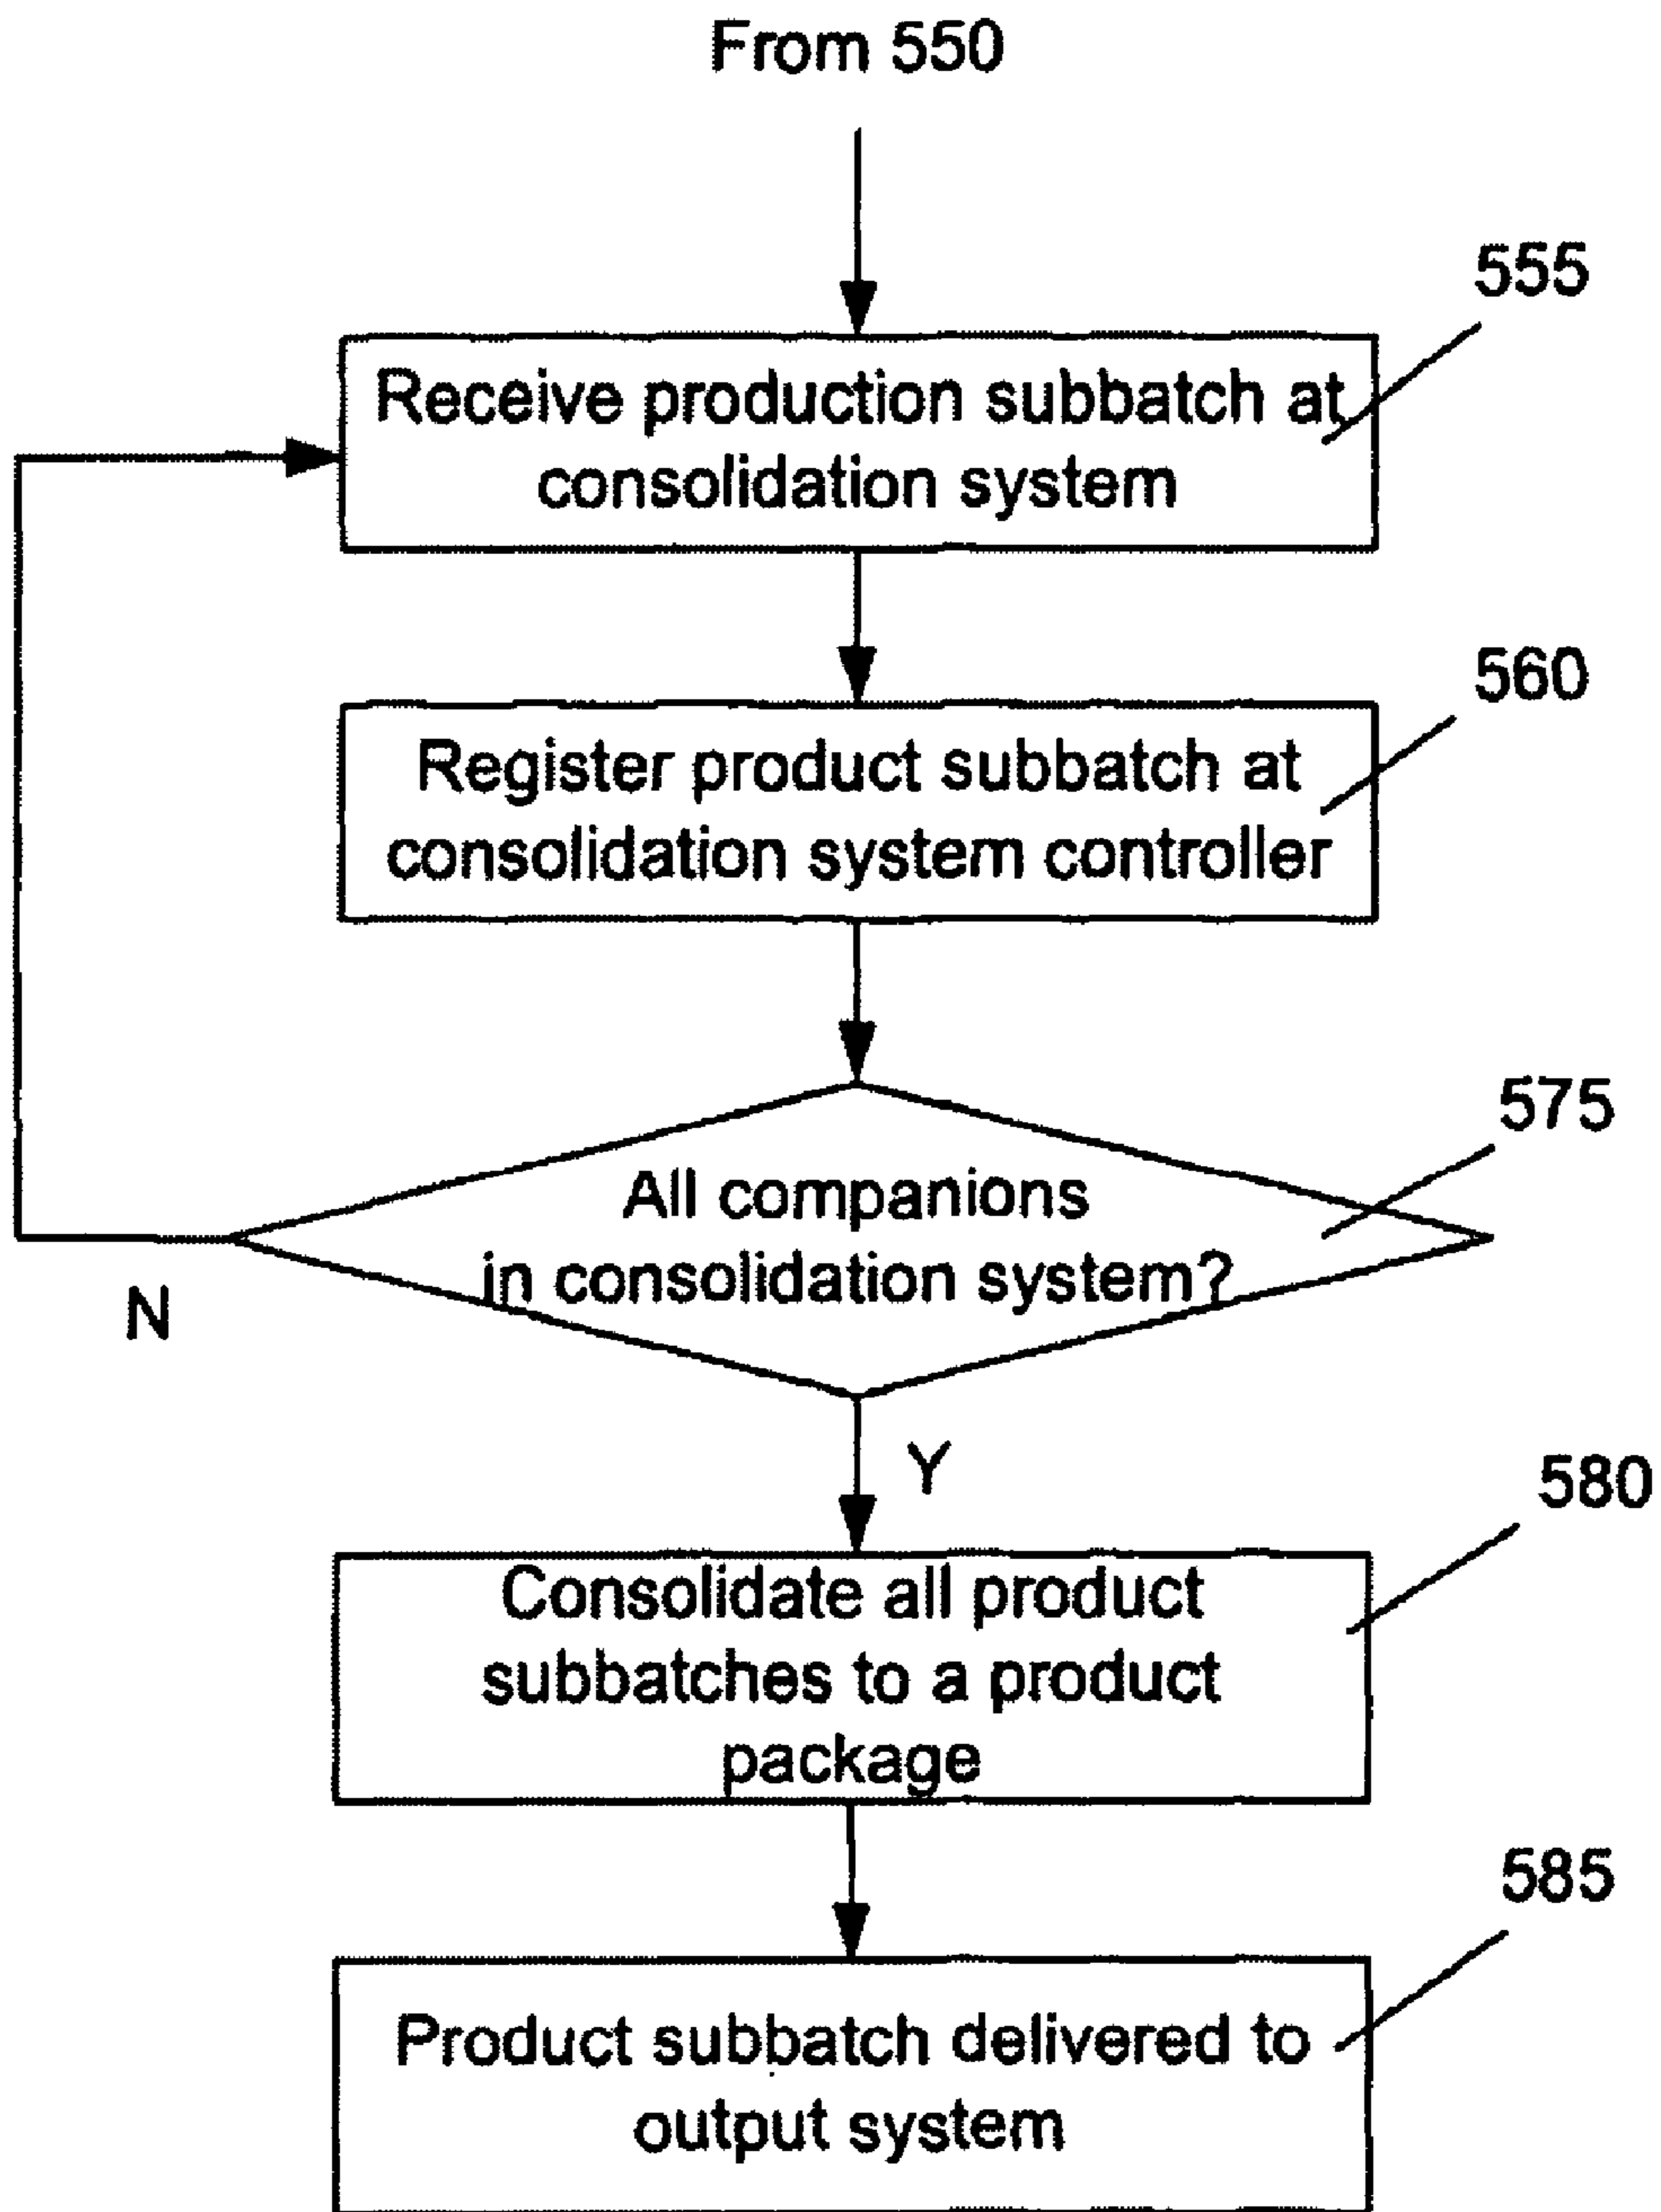 From 550
555
Receive production subbatch at
consolidation system
560
Register product subbatch at
consolidation system controller
575
All companions
in consolidation system?
N
Y
580
Consolidate all product
subbatches to a product
package
585
Product subbatch delivered to
output system